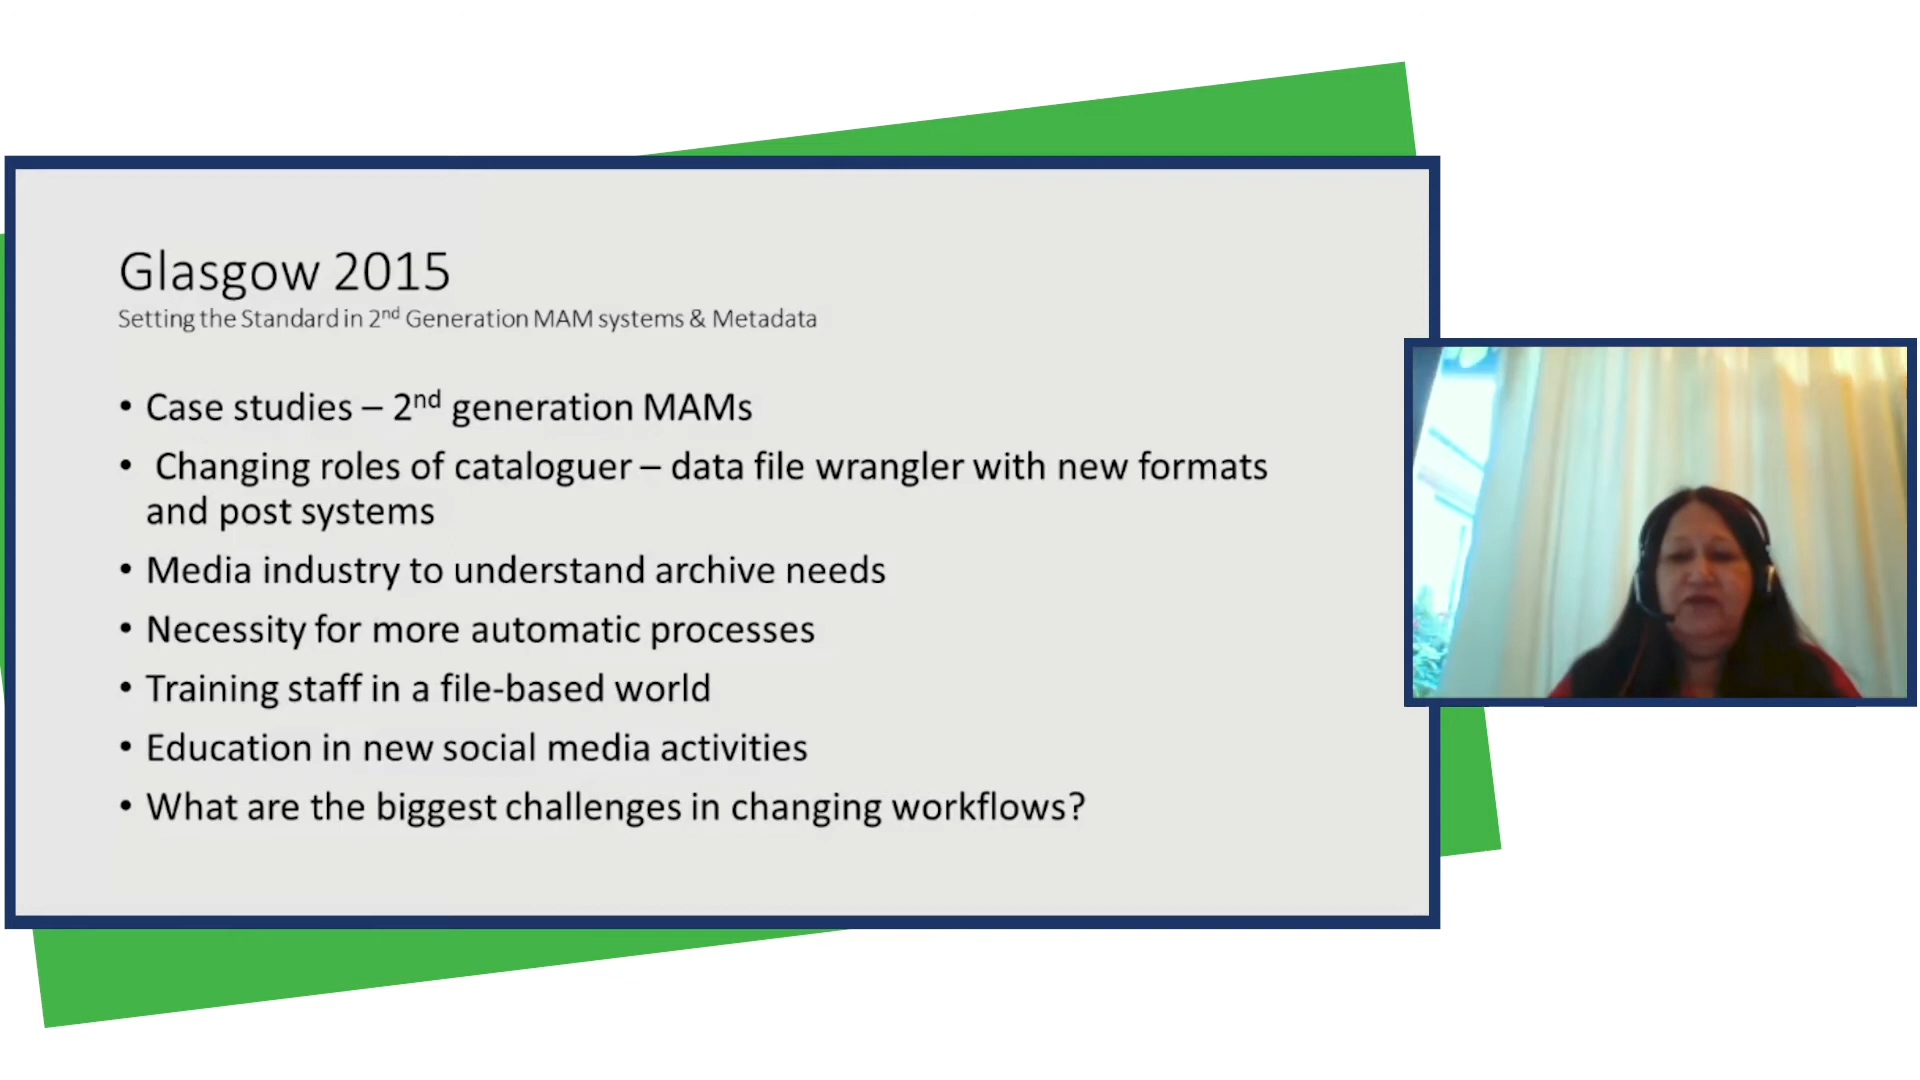 Glasgow 2015
Setting the Standard in 2nd Generation MAM systems & Metadata
• Case studies – 2nd generation MAMs
• Changing roles of cataloguer – data file wrangler with new formats
and post systems
• Media industry to understand archive needs
• Necessity for more automatic processes
• Training staff in a file-based world
• Education in new social media activities
• What are the biggest challenges in changing workflows?